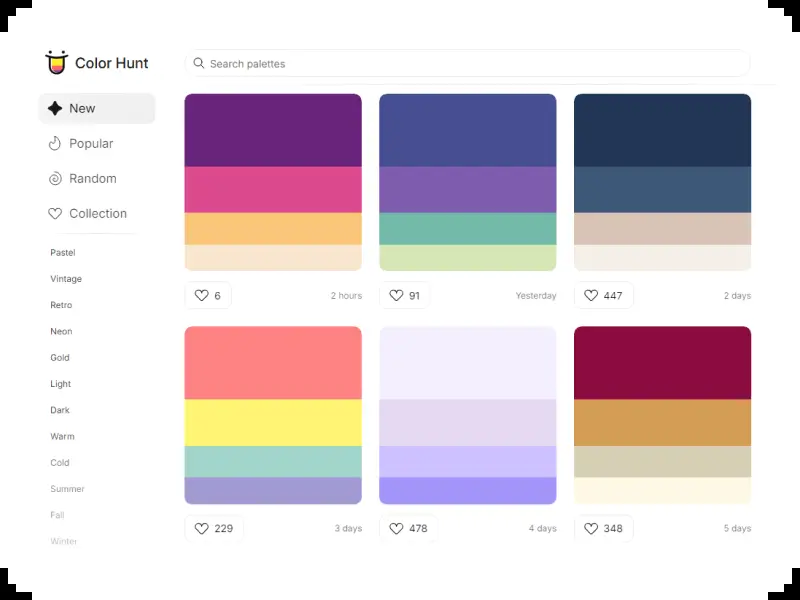 Color Hunt
Search palettes
New
Popular
Random
Collection
Pastel
Vintage
Retro
Neon
Gold
Light
Dark
Warm
Cold
Summer
Fall
Winter
6
2 hours
91
Yesterday
447
2 days
229
3 days
478
4 days
348
5 days